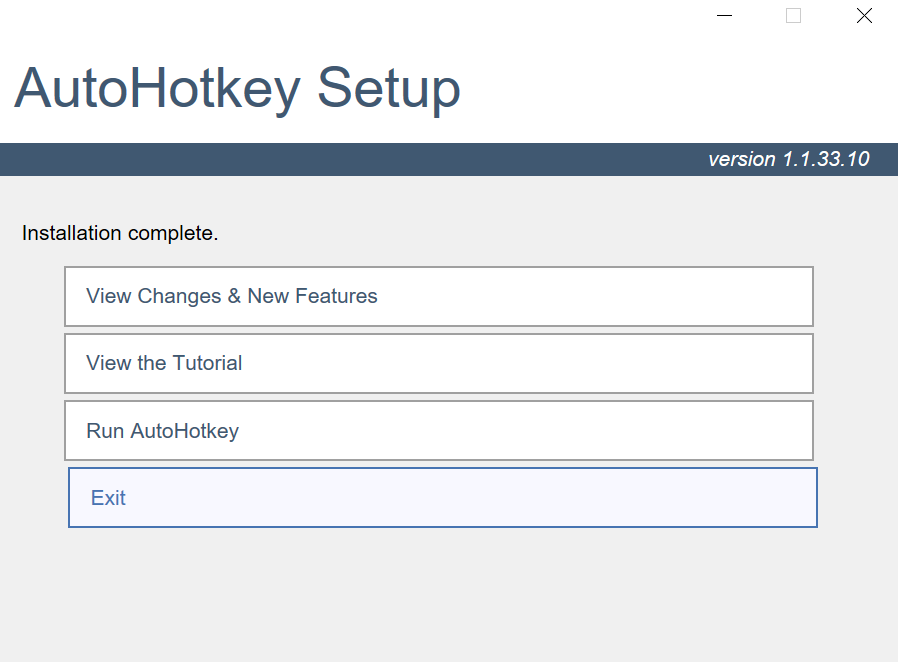 AutoHotkey Setup
version 1.1.33.10
Installation complete.
View Changes & New Features
View the Tutorial
Run AutoHotkey
Exit